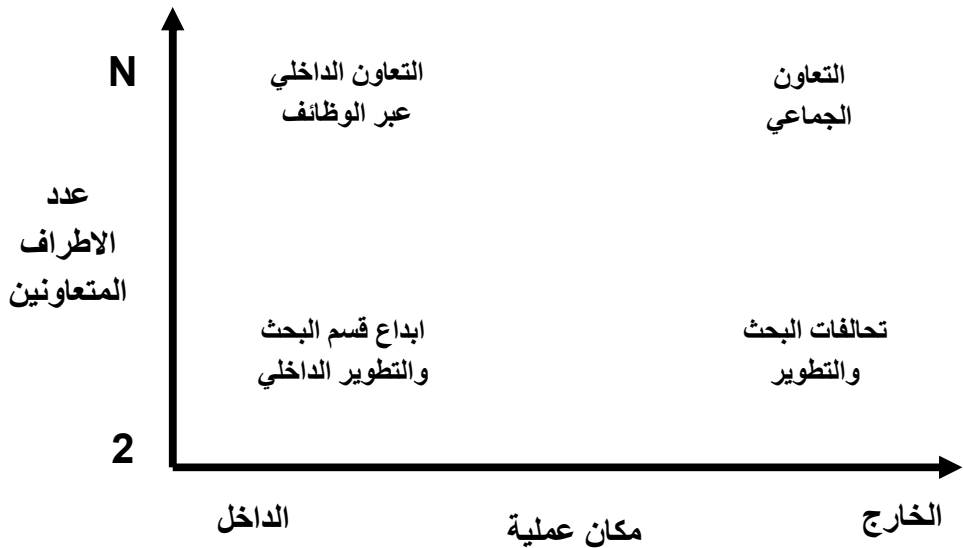 N
التعاون الداخلي
عبر الوظائف
التعاون
الجماعي
عدد
الاطراف
المتعاونين
ابداع قسم البحث
والتطوير الداخلي
تحالفات البحث
والتطوير
2
الداخل
مكان عملية
الخارج